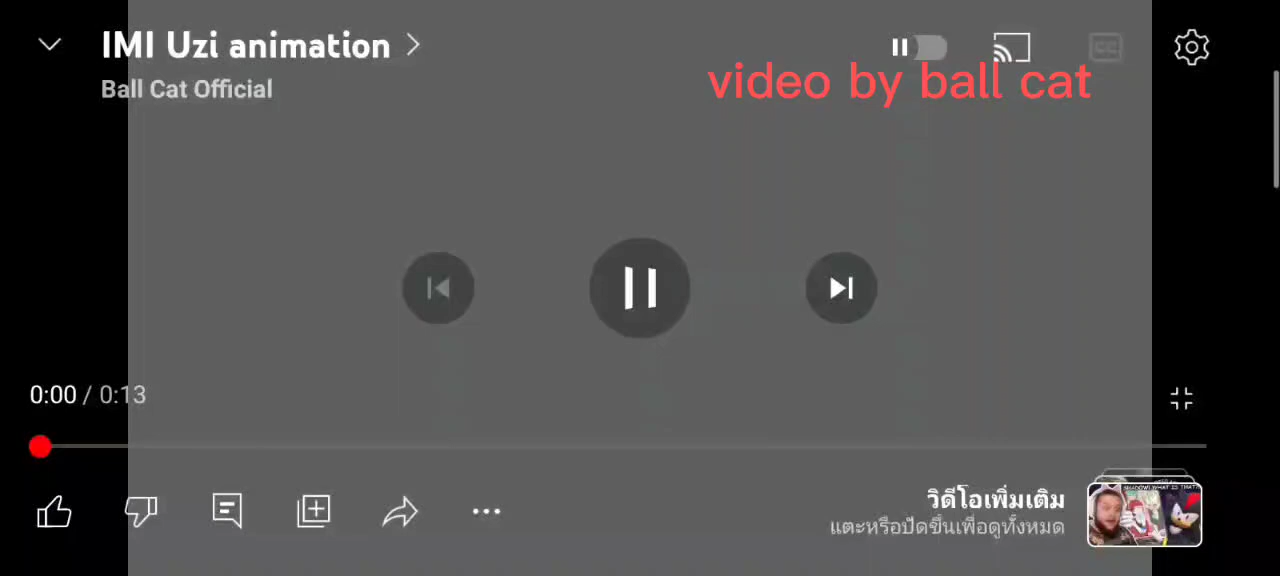 IMI Uzi animation
Ball Cat Official
CC
video by ball cat
0:00 / 0:13
วิดีโอเพิ่มเติม
แตะหรือปัดขึ้นเพื่อดูทั้งหมด